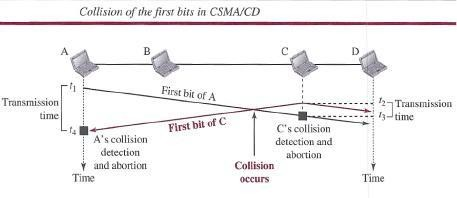 Collision of the first bits in CSMA/CD
A B C D
t1
First bit of A
t2 Transmission
Transmission
time
t3 time
First bit of C
t4
A's collision
detection
and abortion
C's collision
detection and
abortion
Collision
occurs
Time
Time